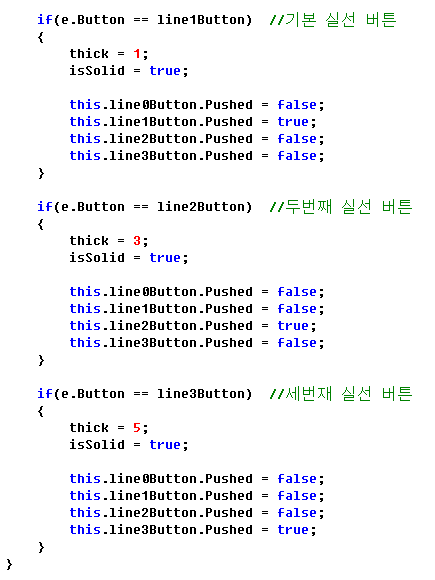 if(e.Button == line1Button)  //기본 실선 버튼
{
thick = 1;
isSolid = true;
this.line0Button.Pushed = false;
this.line1Button.Pushed = true;
this.line2Button.Pushed = false;
this.line3Button.Pushed = false;
}
if(e.Button == line2Button)  //두번째 실선 버튼
{
thick = 3;
isSolid = true;
this.line0Button.Pushed = false;
this.line1Button.Pushed = false;
this.line2Button.Pushed = true;
this.line3Button.Pushed = false;
}
if(e.Button == line3Button)  //세번재 실선 버튼
{
thick = 5;
isSolid = true;
this.line0Button.Pushed = false;
this.line1Button.Pushed = false;
this.line2Button.Pushed = false;
this.line3Button.Pushed = true;
}
}